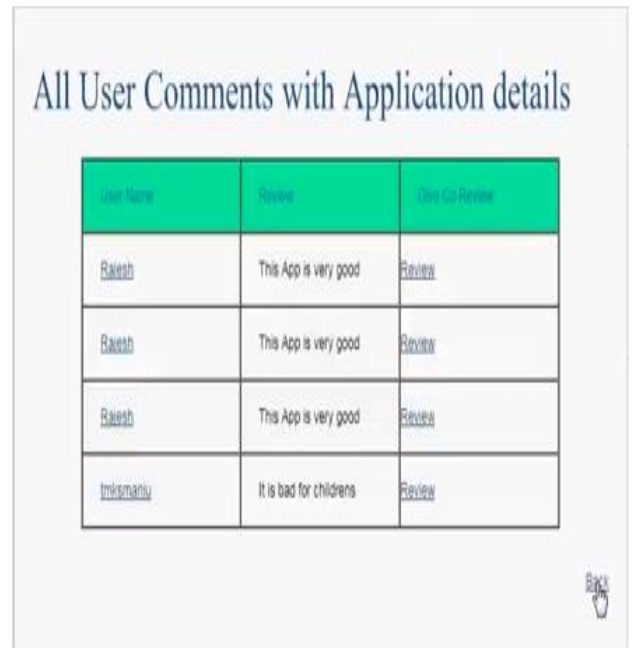 All User Comments with Application details
User Name Review Give Co-Review
Rajesh This App is very good Review
Rajesh This App is very good Review
Rajesh This App is very good Review
tmksmanju It is bad for childrens Review
Back